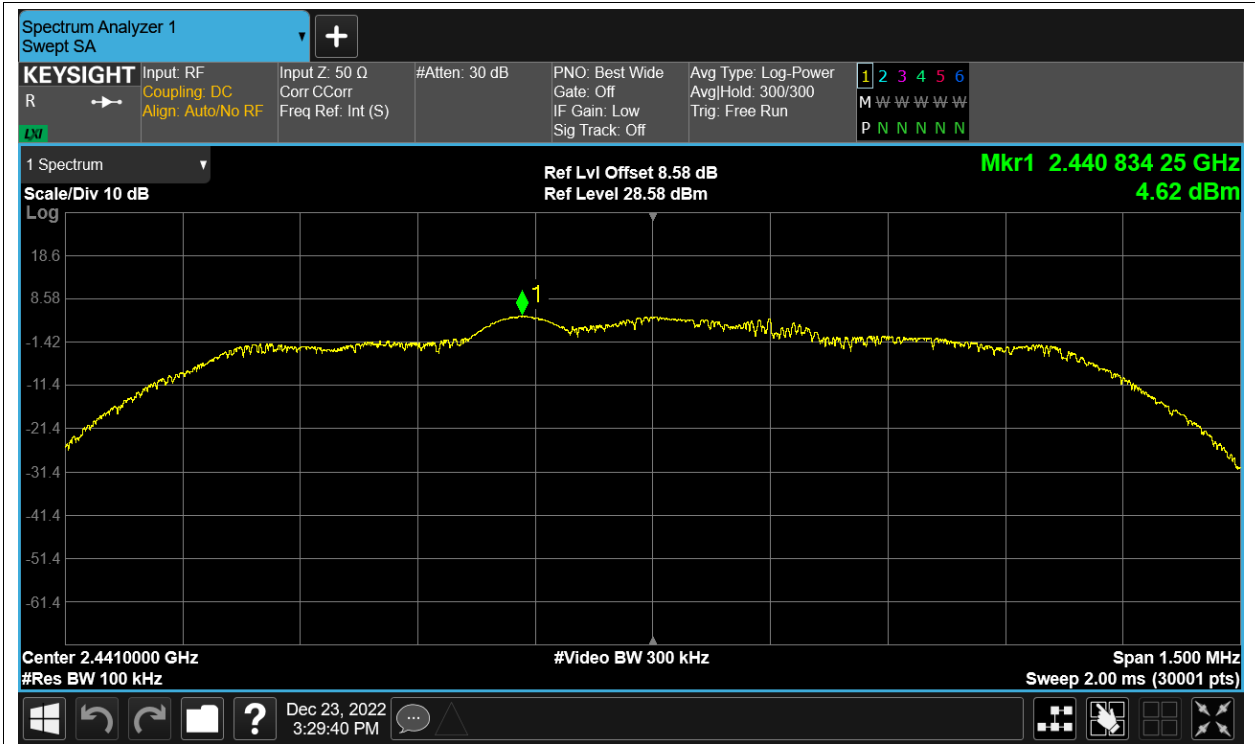 Spectrum Analyzer 1
Swept SA
KEYSIGHT
R
LXI
Input: RF
Coupling: DC
Align: Auto/No RF
Input Z: 50 Ω
Corr CCorr
Freq Ref: Int (S)
#Atten: 30 dB
PNO: Best Wide
Gate: Off
IF Gain: Low
Sig Track: Off
Avg Type: Log-Power
Avg|Hold: 300/300
Trig: Free Run
1 2 3 4 5 6
M W W W W W
P N N N N N
1 Spectrum
Scale/Div 10 dB
Log
Ref Lvl Offset 8.58 dB
Ref Level 28.58 dBm
Mkr1 2.440 834 25 GHz
4.62 dBm
18.6
8.58
1
-1.42
-11.4
-21.4
-31.4
-41.4
-51.4
-61.4
Center 2.4410000 GHz
#Res BW 100 kHz
#Video BW 300 kHz
Span 1.500 MHz
Sweep 2.00 ms (30001 pts)
?
Dec 23, 2022
3:29:40 PM